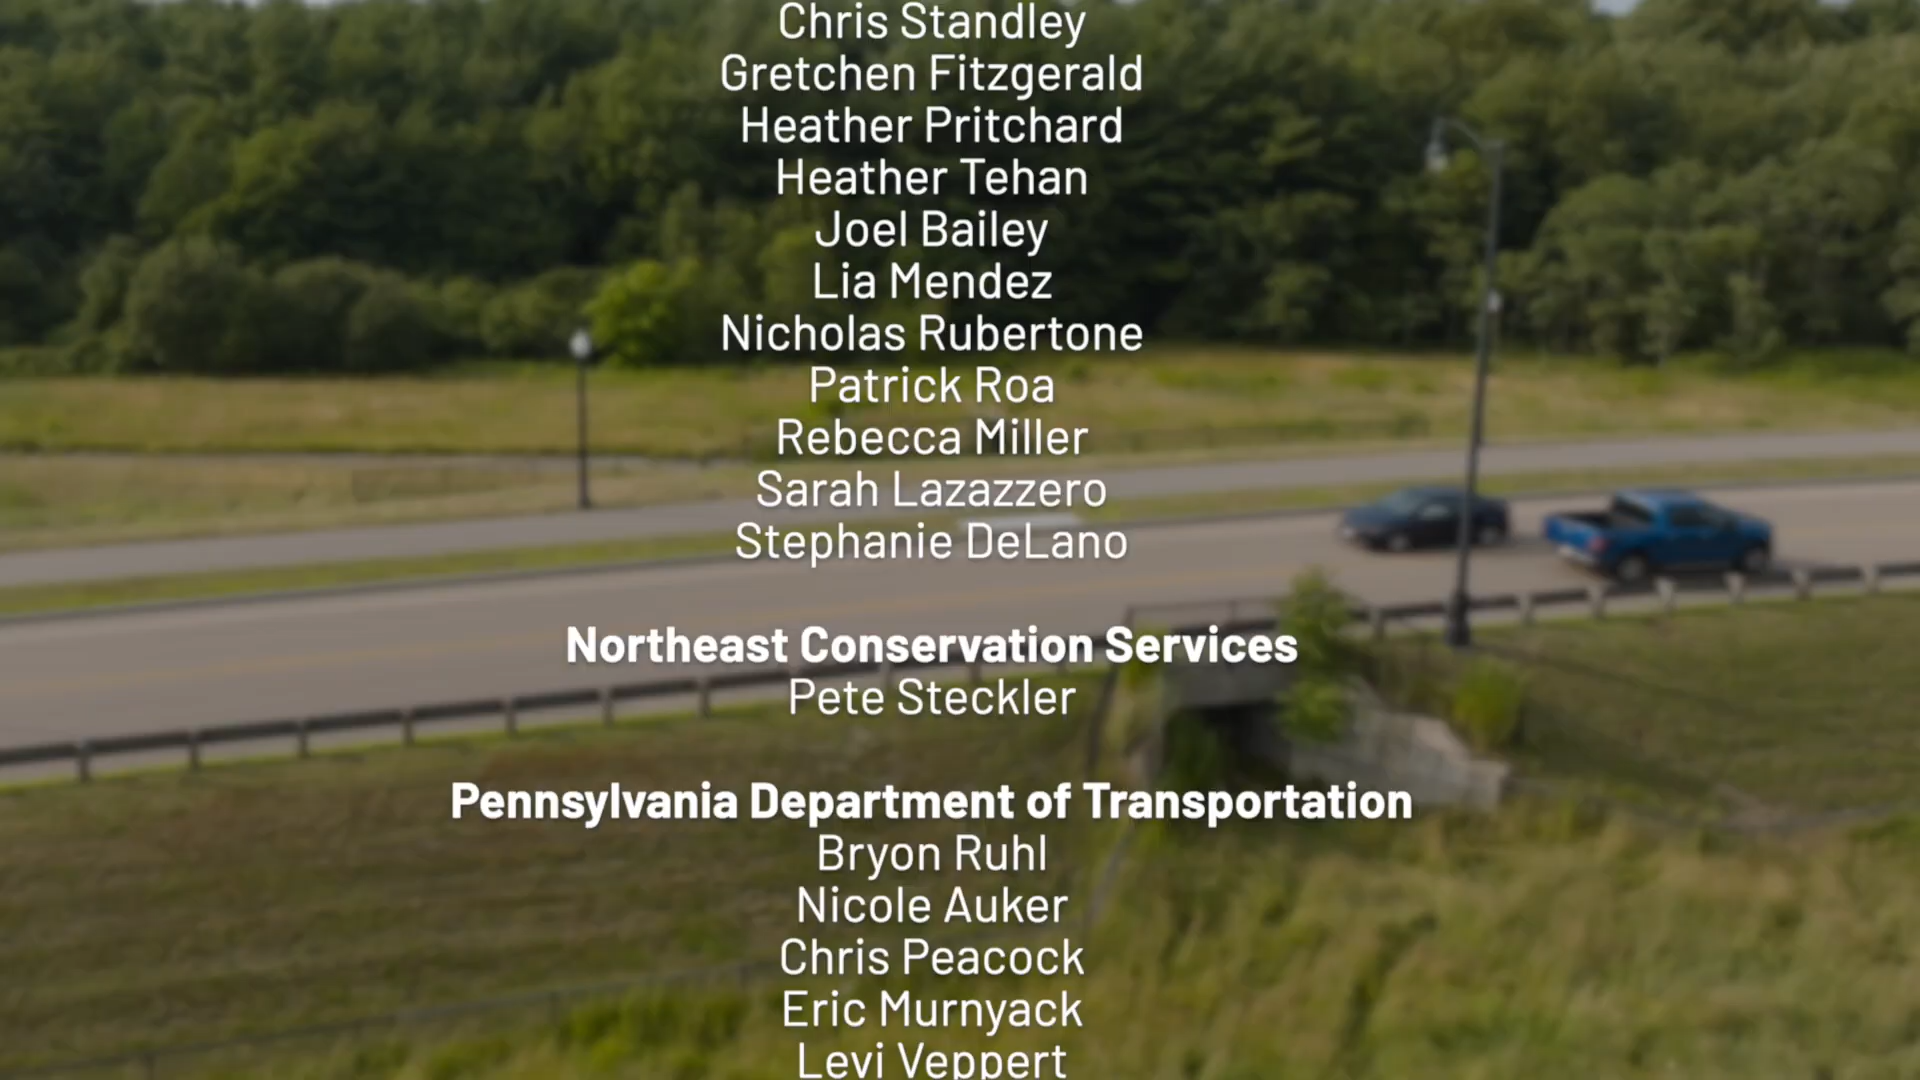 Chris Standley
Gretchen Fitzgerald
Heather Pritchard
Heather Tehan
Joel Bailey
Lia Mendez
Nicholas Rubertone
Patrick Roa
Rebecca Miller
Sarah Lazazzero
Stephanie DeLano
Northeast Conservation Services
Pete Steckler
Pennsylvania Department of Transportation
Bryon Ruhl
Nicole Auker
Chris Peacock
Eric Murnyack
Levi Veppert